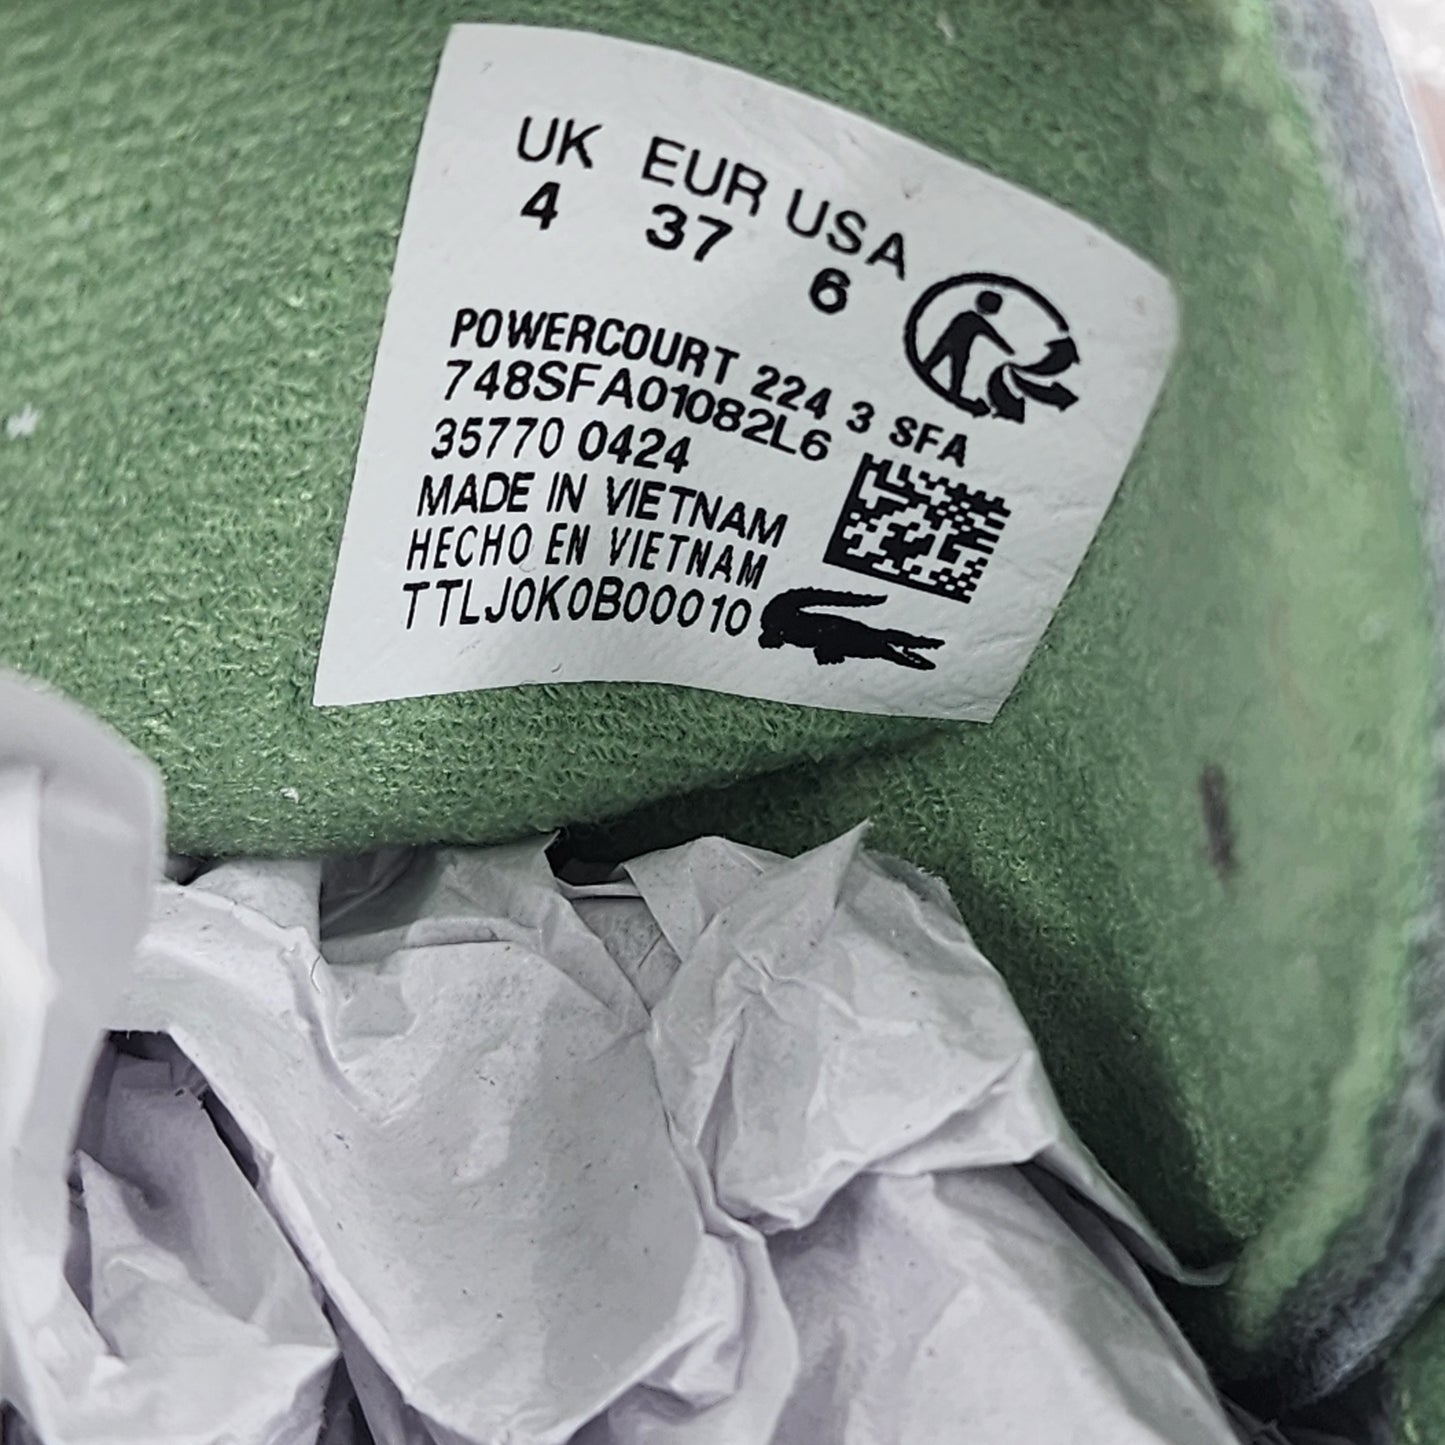 UK EUR USA
4 37 6
POWERCOURT 224 3 SFA
748SFA01082L6
35770 0424
MADE IN VIETNAM
HECHO EN VIETNAM
TTLJ0K0B00010